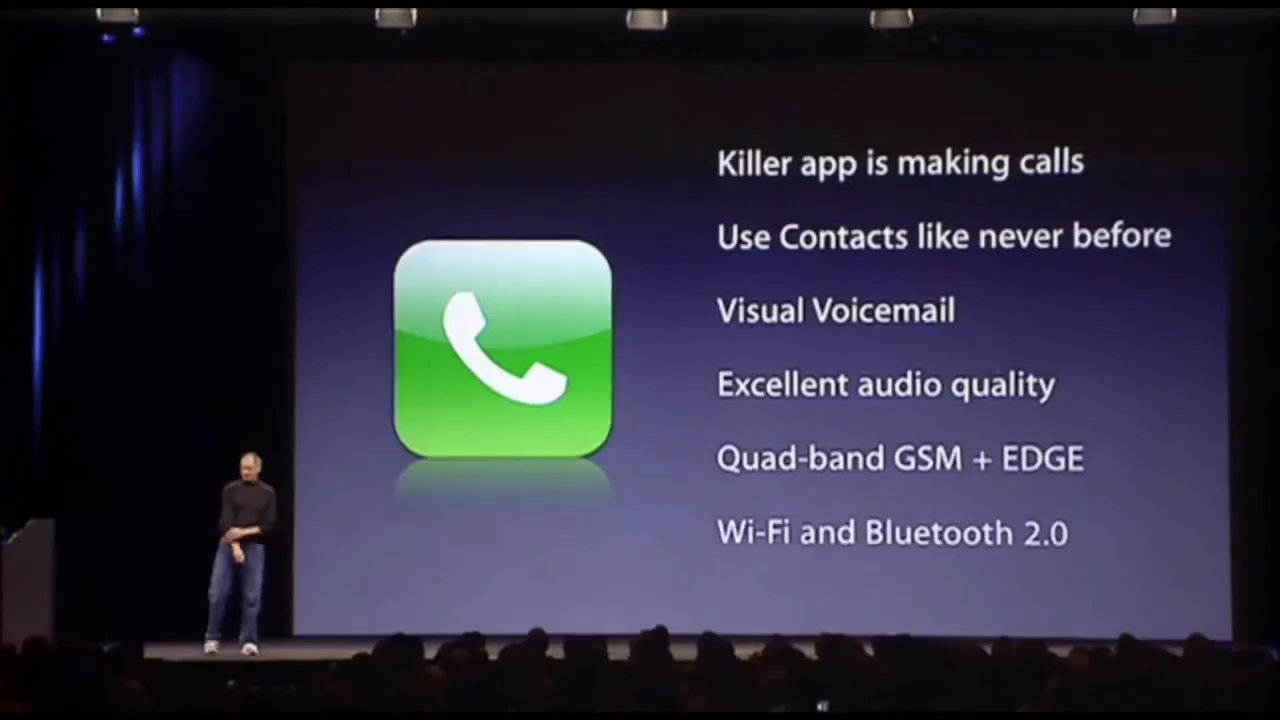 Killer app is making calls
Use Contacts like never before
Visual Voicemail
Excellent audio quality
Quad-band GSM + EDGE
Wi-Fi and Bluetooth 2.0